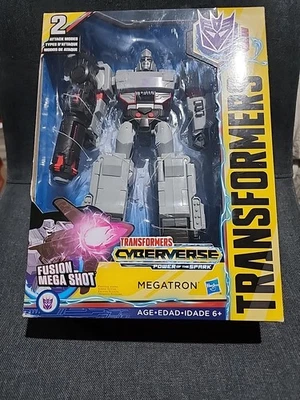 2
ATTACK MODES
TYPES D'ATTAQUE
MODOS DE ATAQUE
TRANSFORMERS
FUSION
MEGA SHOT
TRANSFORMERS
CYBERVERSE
POWER OF THE SPARK
MEGATRON
AGE•EDAD•IDADE 6+
Hasbro